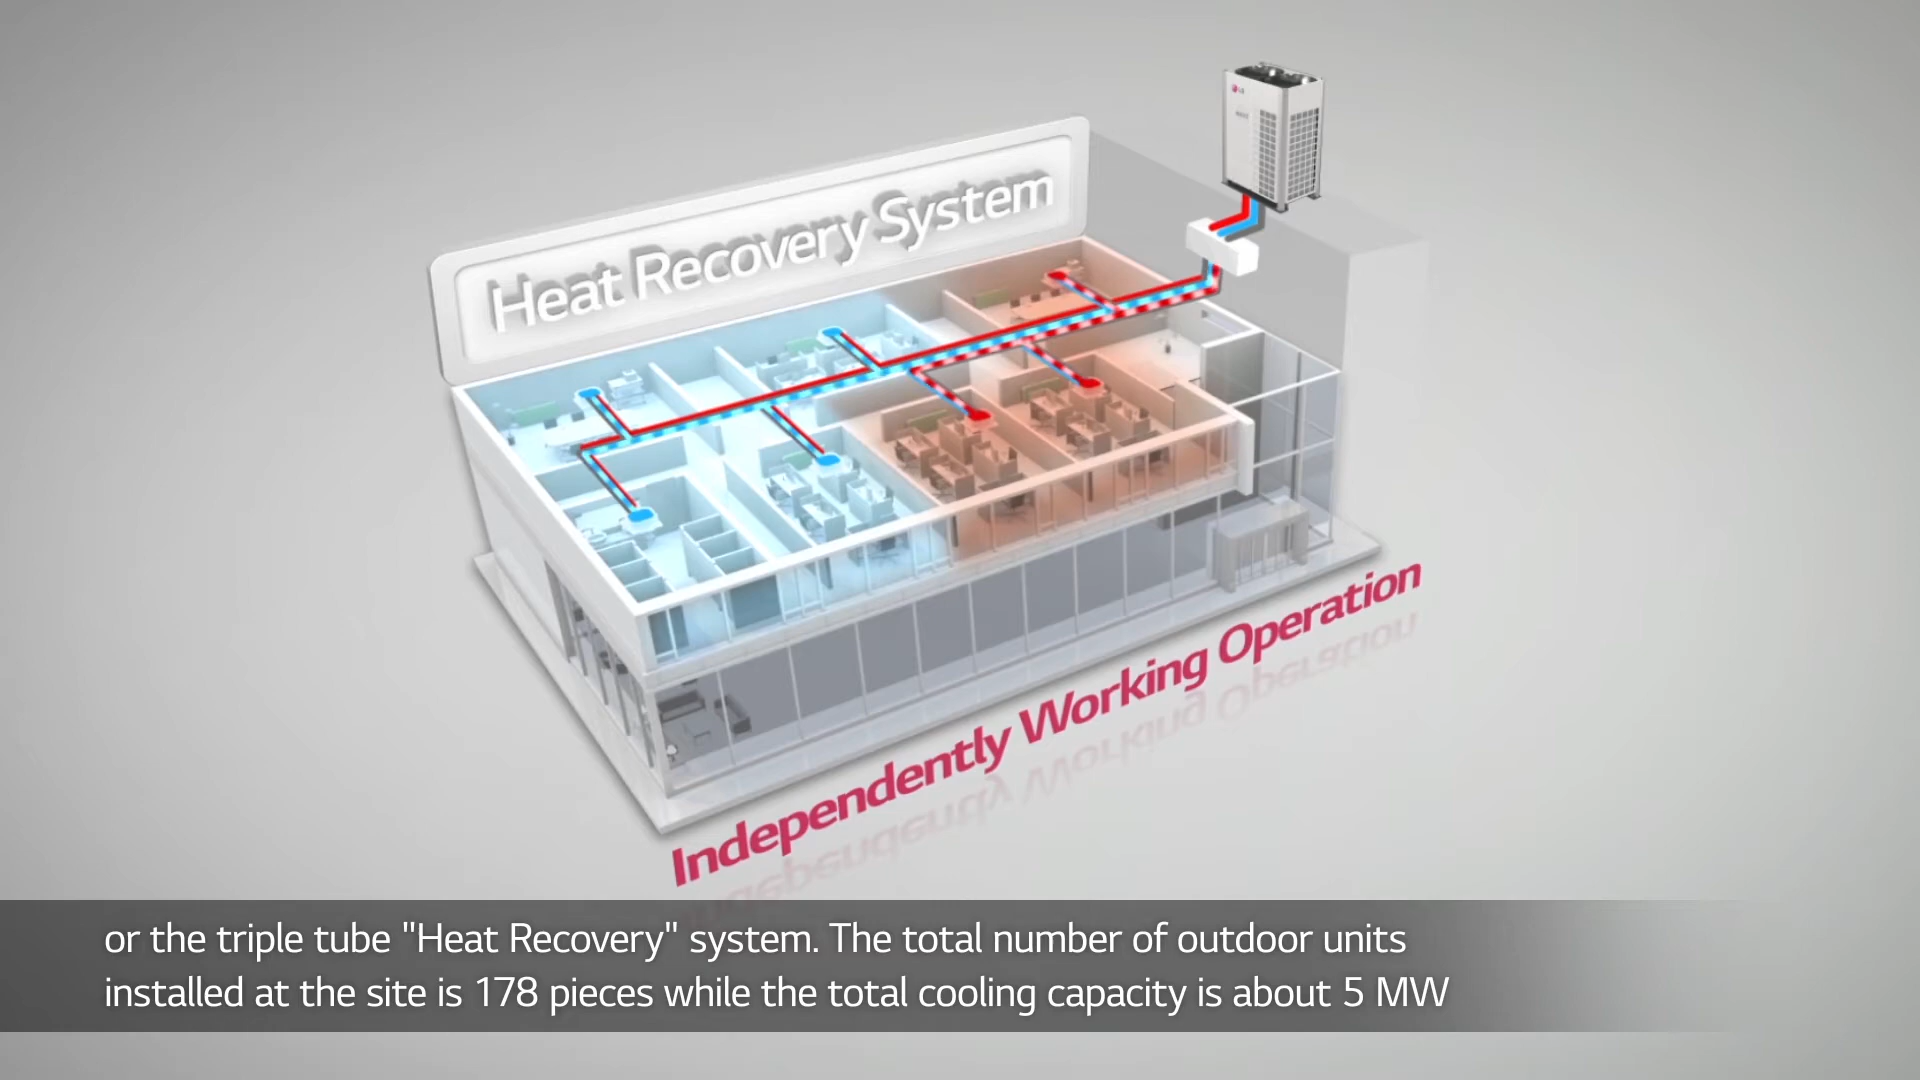 LG
Heat Recovery System
Independently Working Operation
or the triple tube "Heat Recovery" system. The total number of outdoor units
installed at the site is 178 pieces while the total cooling capacity is about 5 MW